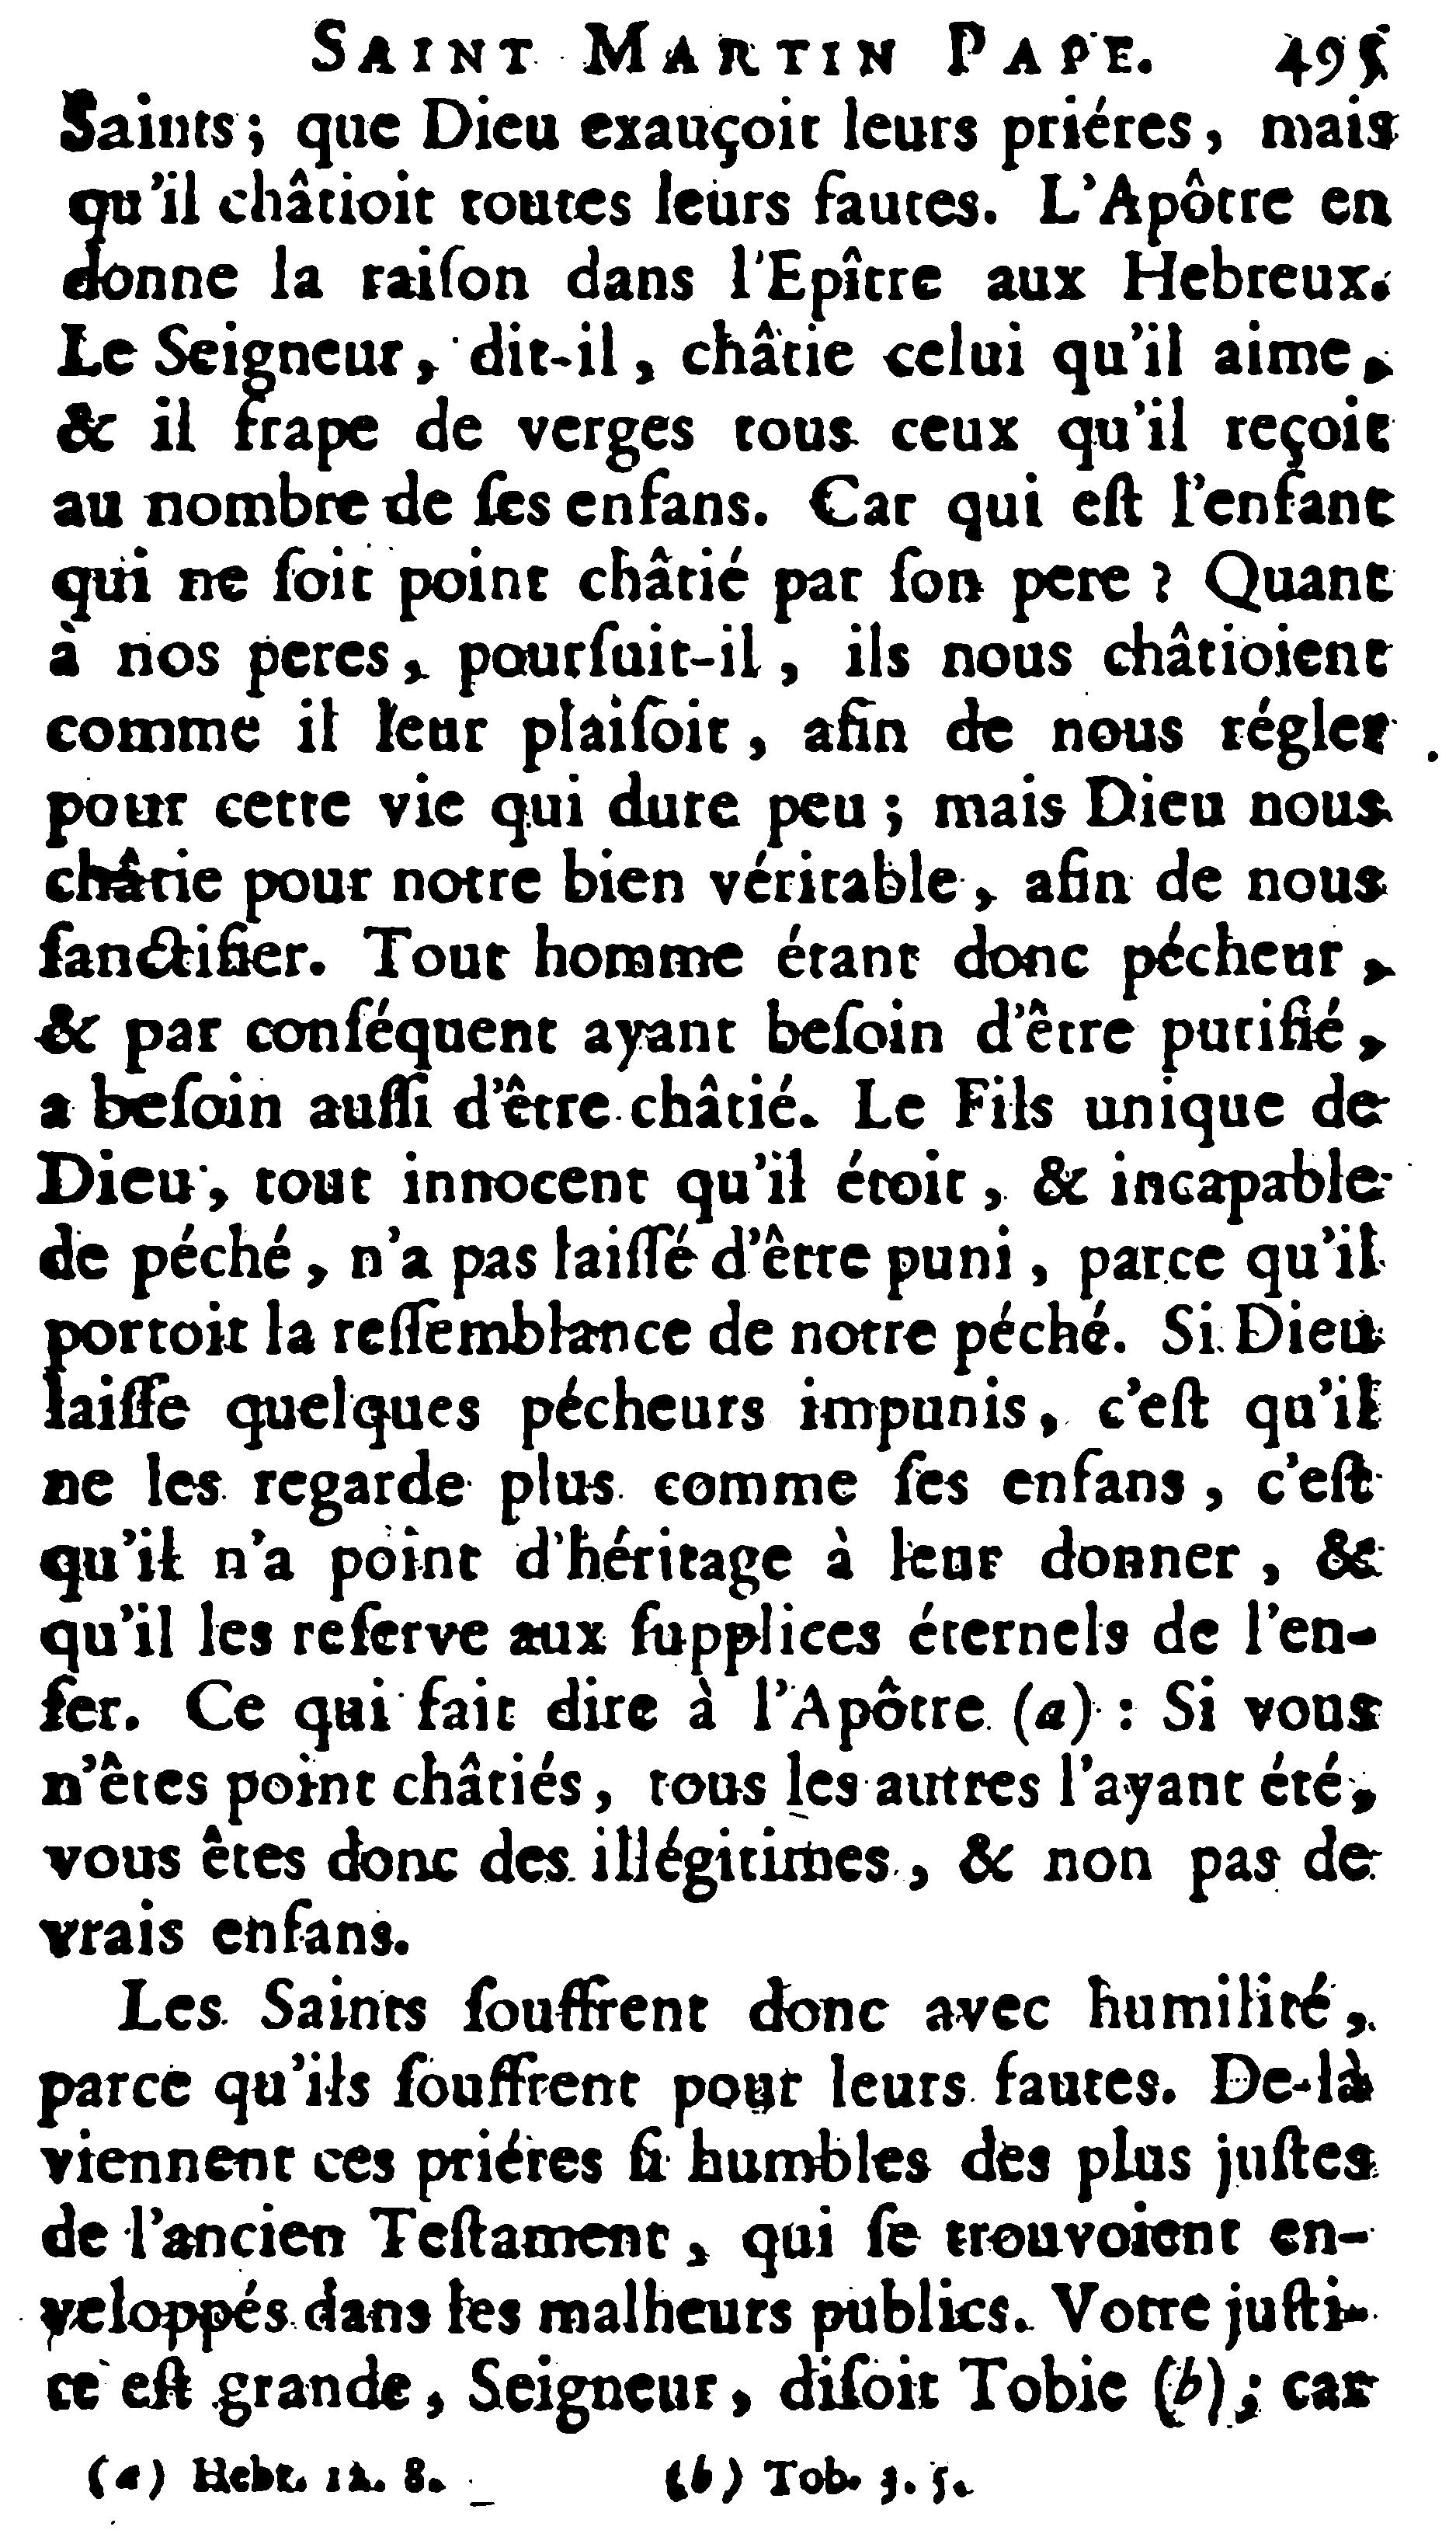 SAINT MARTIN PAPE. 495
Saints ; que Dieu exauçoit leurs priéres, mais
qu'il châtioit toutes leurs fautes. L'Apôtre en
donne la raiſon dans l'Epître aux Hebreux.
Le Seigneur, dit-il, châtie celui qu'il aime,
& il frape de verges tous ceux qu'il reçoit
au nombre de ſes enfans. Car qui eſt l'enfant
qui ne ſoit point châtié par ſon pere ? Quant
à nos peres, pourſuit-il, ils nous châtioient
comme il leur plaiſoit, afin de nous régler
pour cette vie qui dure peu ; mais Dieu nous
châtie pour notre bien véritable, afin de nous
ſanctifier. Tout homme étant donc pécheur,
& par conſéquent ayant beſoin d'être purifié,
a beſoin auſſi d'être châtié. Le Fils unique de
Dieu, tout innocent qu'il étoit, & incapable
de péché, n'a pas laiſſé d'être puni, parce qu'il
portoit la reſſemblance de notre péché. Si Dieu
laiſſe quelques pécheurs impunis, c'eſt qu'il
ne les regarde plus comme ſes enfans, c'eſt
qu'il n'a point d'héritage à leur donner, &
qu'il les reſerve aux ſupplices éternels de l'en-
fer. Ce qui fait dire à l'Apôtre (a) : Si vous
n'êtes point châtiés, tous les autres l'ayant été,
vous êtes donc des illégitimes, & non pas de
vrais enfans.
Les Saints ſouffrent donc avec humilité,
parce qu'ils ſouffrent pour leurs fautes. De-là
viennent ces priéres ſi humbles des plus juſtes
de l'ancien Teſtament, qui ſe trouvoient en-
veloppés dans les malheurs publics. Votre juſti-
ce eſt grande, Seigneur, diſoit Tobie (b) ; car
(a) Hebr. 12. 8. (b) Tob. 3. 5.